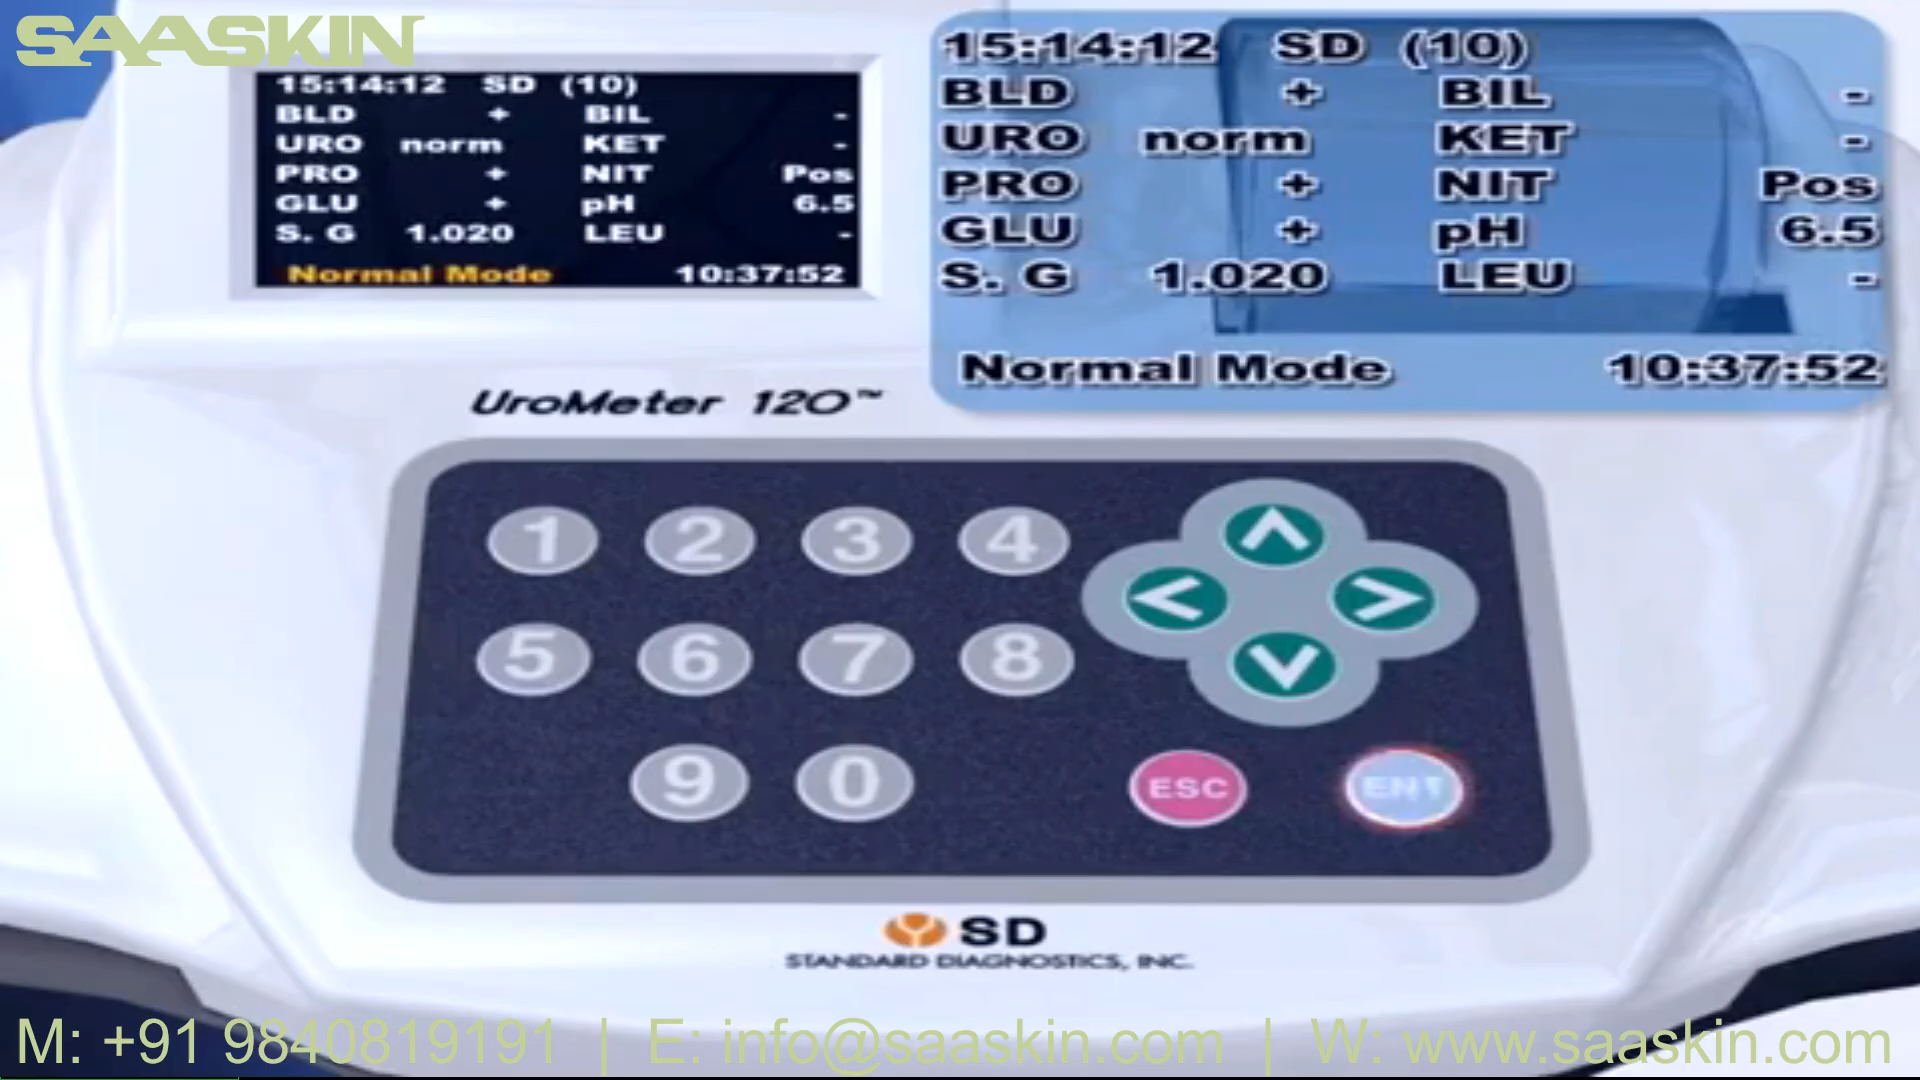 SAASKIN
15:14:12 SD (10)
BLD + BIL -
URO norm KET -
PRO + NIT Pos
GLU + pH 6.5
S. G 1.020 LEU -
Normal Mode 10:37:52
15:14:12 SD (10)
BLD + BIL -
URO norm KET -
PRO + NIT Pos
GLU + pH 6.5
S. G 1.020 LEU -
Normal Mode 10:37:52
UroMeter 120™
1 2 3 4
5 6 7 8
9 0 ESC ENT
SD
STANDARD DIAGNOSTICS, INC.
M: +91 9840819191 | E: info@saaskin.com | W: www.saaskin.com